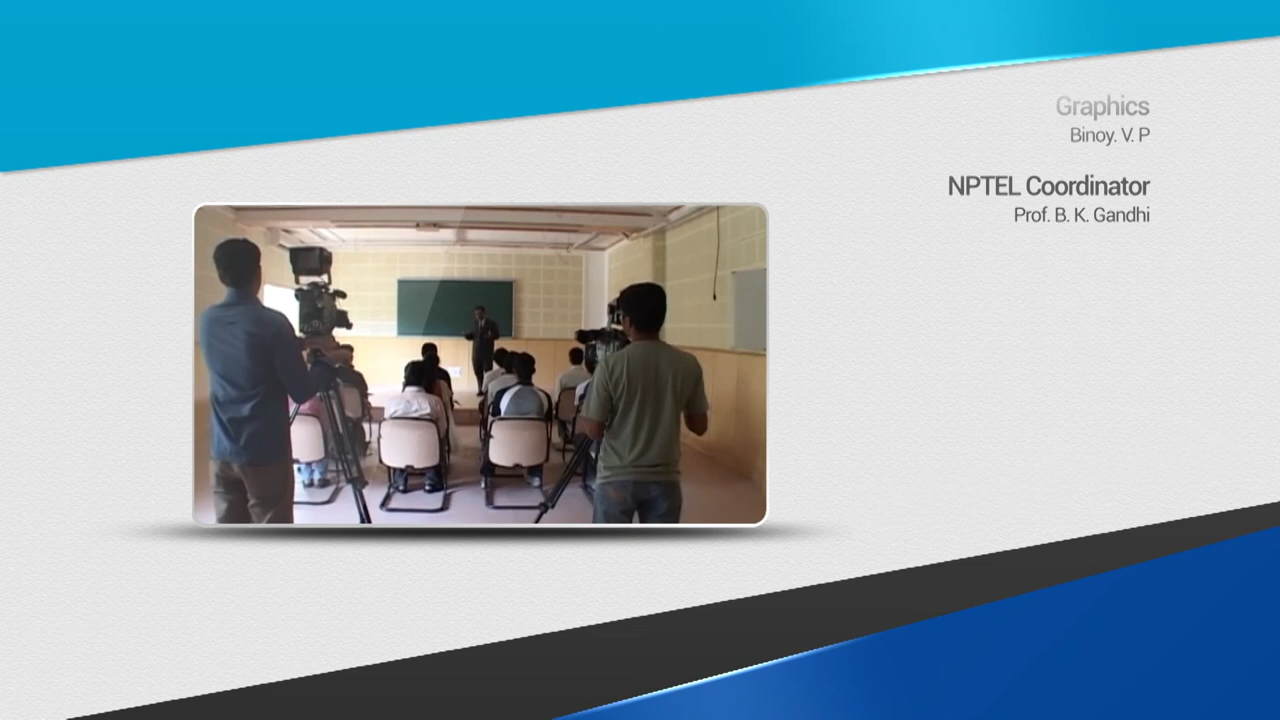 Graphics
Binoy. V. P
NPTEL Coordinator
Prof. B. K. Gandhi